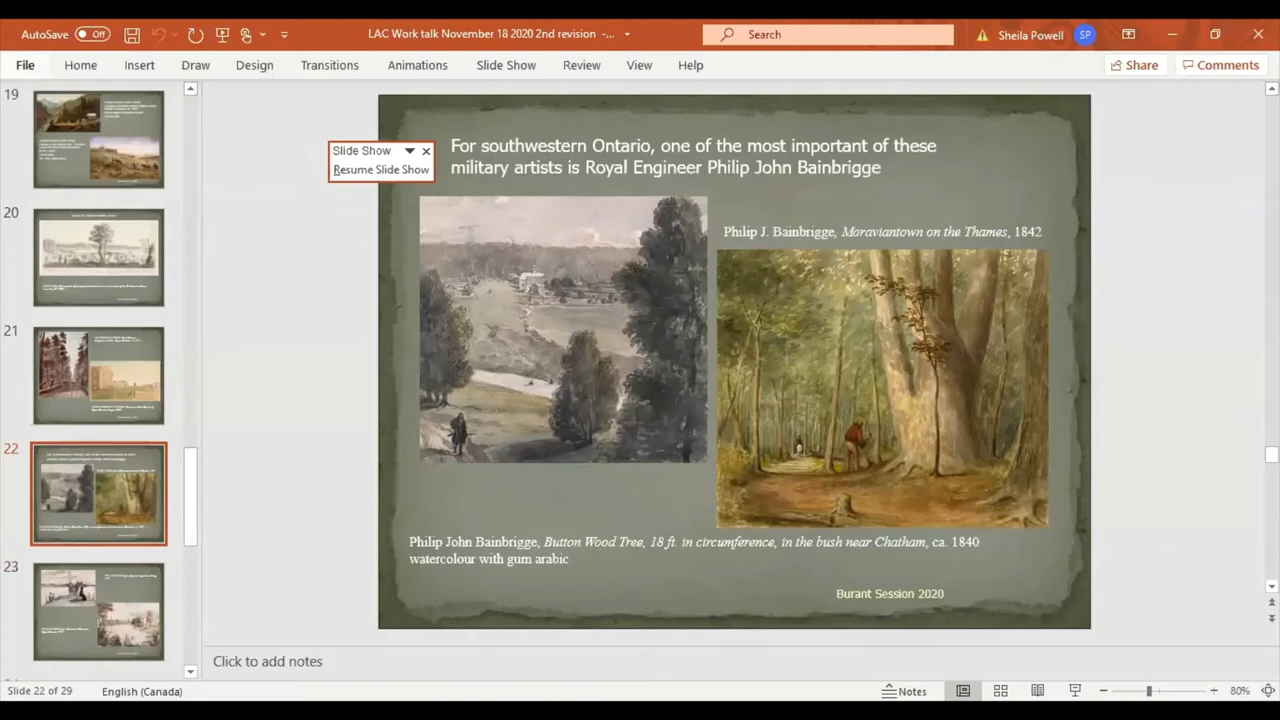 AutoSave Off
LAC Work talk November 18 2020 2nd revision -...
Search
Sheila Powell SP
File Home Insert Draw Design Transitions Animations Slide Show Review View Help
Share Comments
19
20
21
22
23
Slide Show
Resume Slide Show
For southwestern Ontario, one of the most important of these
military artists is Royal Engineer Philip John Bainbrigge
Philip J. Bainbrigge, Moraviantown on the Thames, 1842
Philip John Bainbrigge, Button Wood Tree, 18 ft. in circumference, in the bush near Chatham, ca. 1840
watercolour with gum arabic
Burant Session 2020
Click to add notes
Slide 22 of 29 English (Canada) Notes 80%